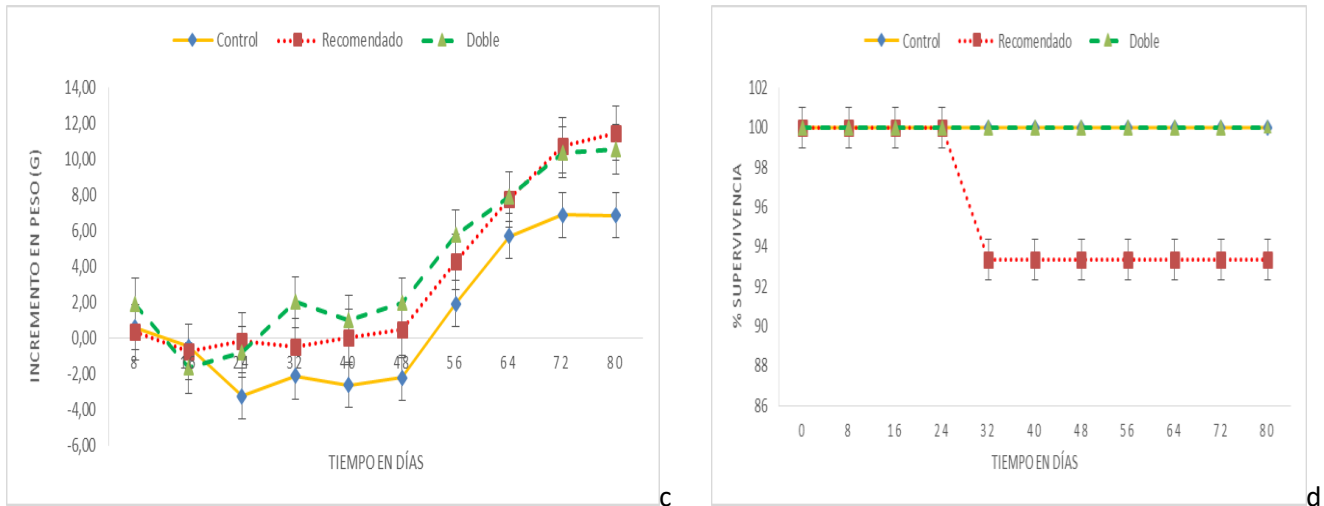 Control Recomendado Doble
INCREMENTO EN PESO (G)
14,00
12,00
10,00
8,00
6,00
4,00
2,00
0,00
-2,00
-4,00
-6,00
8 16 24 32 40 48 56 64 72 80
TIEMPO EN DÍAS
c
Control Recomendado Doble
% SUPERVIVENCIA
102
100
98
96
94
92
90
88
86
0 8 16 24 32 40 48 56 64 72 80
TIEMPO EN DÍAS
d